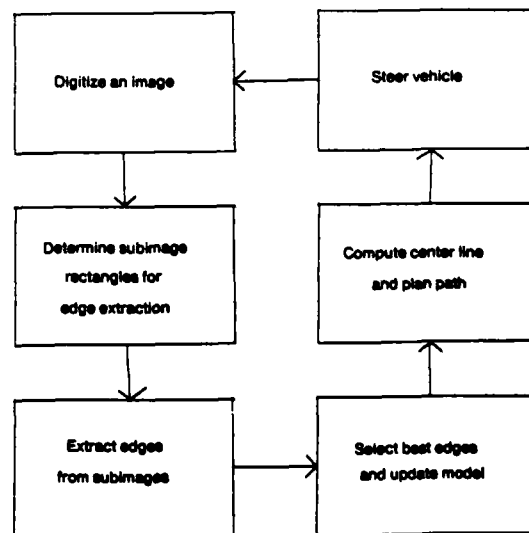 Digitize an image
Steer vehicle
Determine subimage
rectangles for
edge extraction
Compute center line
and plan path
Extract edges
from subimages
Select best edges
and update model